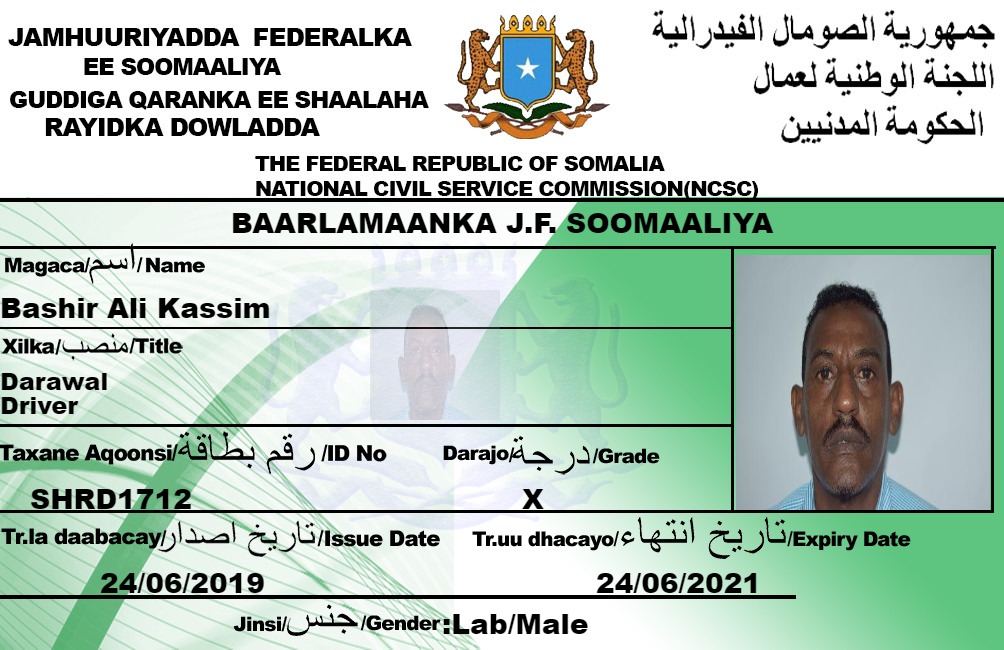 JAMHUURIYADDA FEDERALKA
EE SOOMAALIYA
GUDDIGA QARANKA EE SHAALAHA
RAYIDKA DOWLADDA
جمهورية الصومال الفيدرالية
اللجنة الوطنية لعمال
الحكومة المدنيين
THE FEDERAL REPUBLIC OF SOMALIA
NATIONAL CIVIL SERVICE COMMISSION(NCSC)
BAARLAMAANKA J.F. SOOMAALIYA
Magaca/اسم/Name
Bashir Ali Kassim
Xilka/منصب/Title
Darawal
Driver
Taxane Aqoonsi/رقم بطاقة/ID No
SHRD1712
Darajo/درجة/Grade
X
Tr.la daabacay/تاريخ اصدار/Issue Date
24/06/2019
Tr.uu dhacayo/تاريخ انتهاء/Expiry Date
24/06/2021
Jinsi/جنس/Gender:Lab/Male